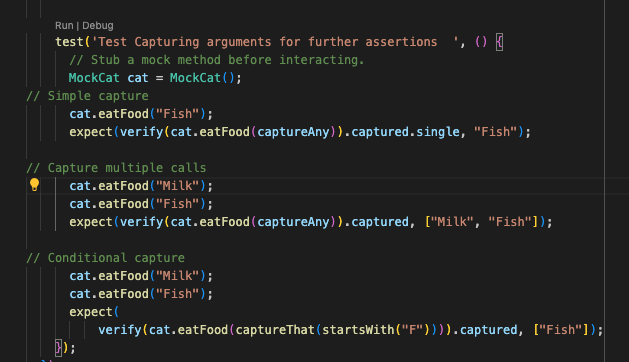 Run | Debug
test('Test Capturing arguments for further assertions  ', () {
// Stub a mock method before interacting.
MockCat cat = MockCat();
// Simple capture
cat.eatFood("Fish");
expect(verify(cat.eatFood(captureAny)).captured.single, "Fish");
// Capture multiple calls
cat.eatFood("Milk");
cat.eatFood("Fish");
expect(verify(cat.eatFood(captureAny)).captured, ["Milk", "Fish"]);
// Conditional capture
cat.eatFood("Milk");
cat.eatFood("Fish");
expect(
verify(cat.eatFood(captureThat(startsWith("F")))).captured, ["Fish"]);
});